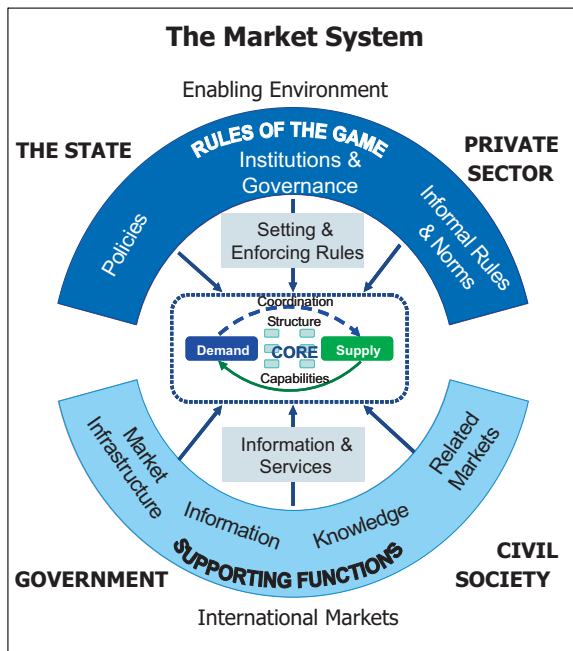 The Market System
Enabling Environment
THE STATE
RULES OF THE GAME
PRIVATE
SECTOR
Institutions &
Governance
Policies
Informal Rules
& Norms
Setting &
Enforcing Rules
Coordination
Structure
Demand
CORE
Supply
Capabilities
Information &
Services
Market
Infrastructure
Information
Knowledge
Related
Markets
SUPPORTING FUNCTIONS
GOVERNMENT
CIVIL
SOCIETY
International Markets